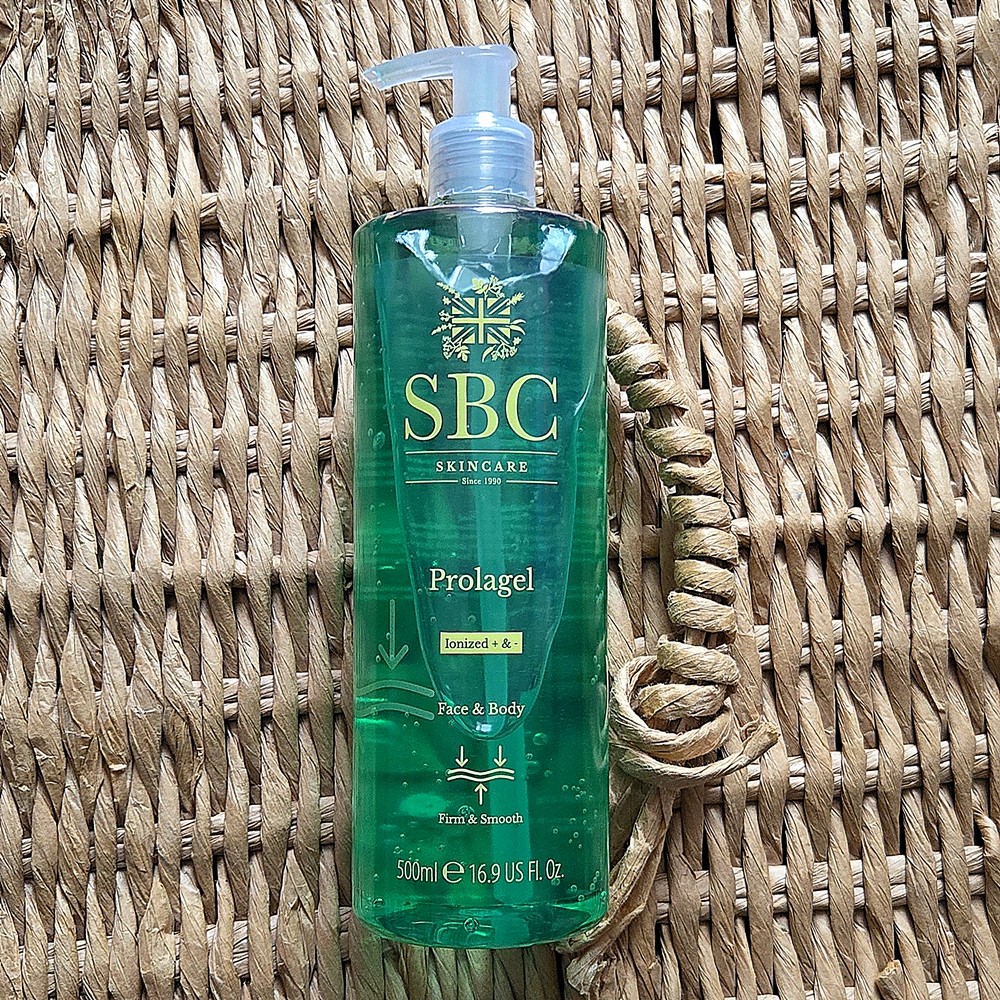 SBC
SKINCARE
Since 1990
Prolagel
Ionized + & -
Face & Body
Firm & Smooth
500ml ℮ 16.9 US Fl. Oz.